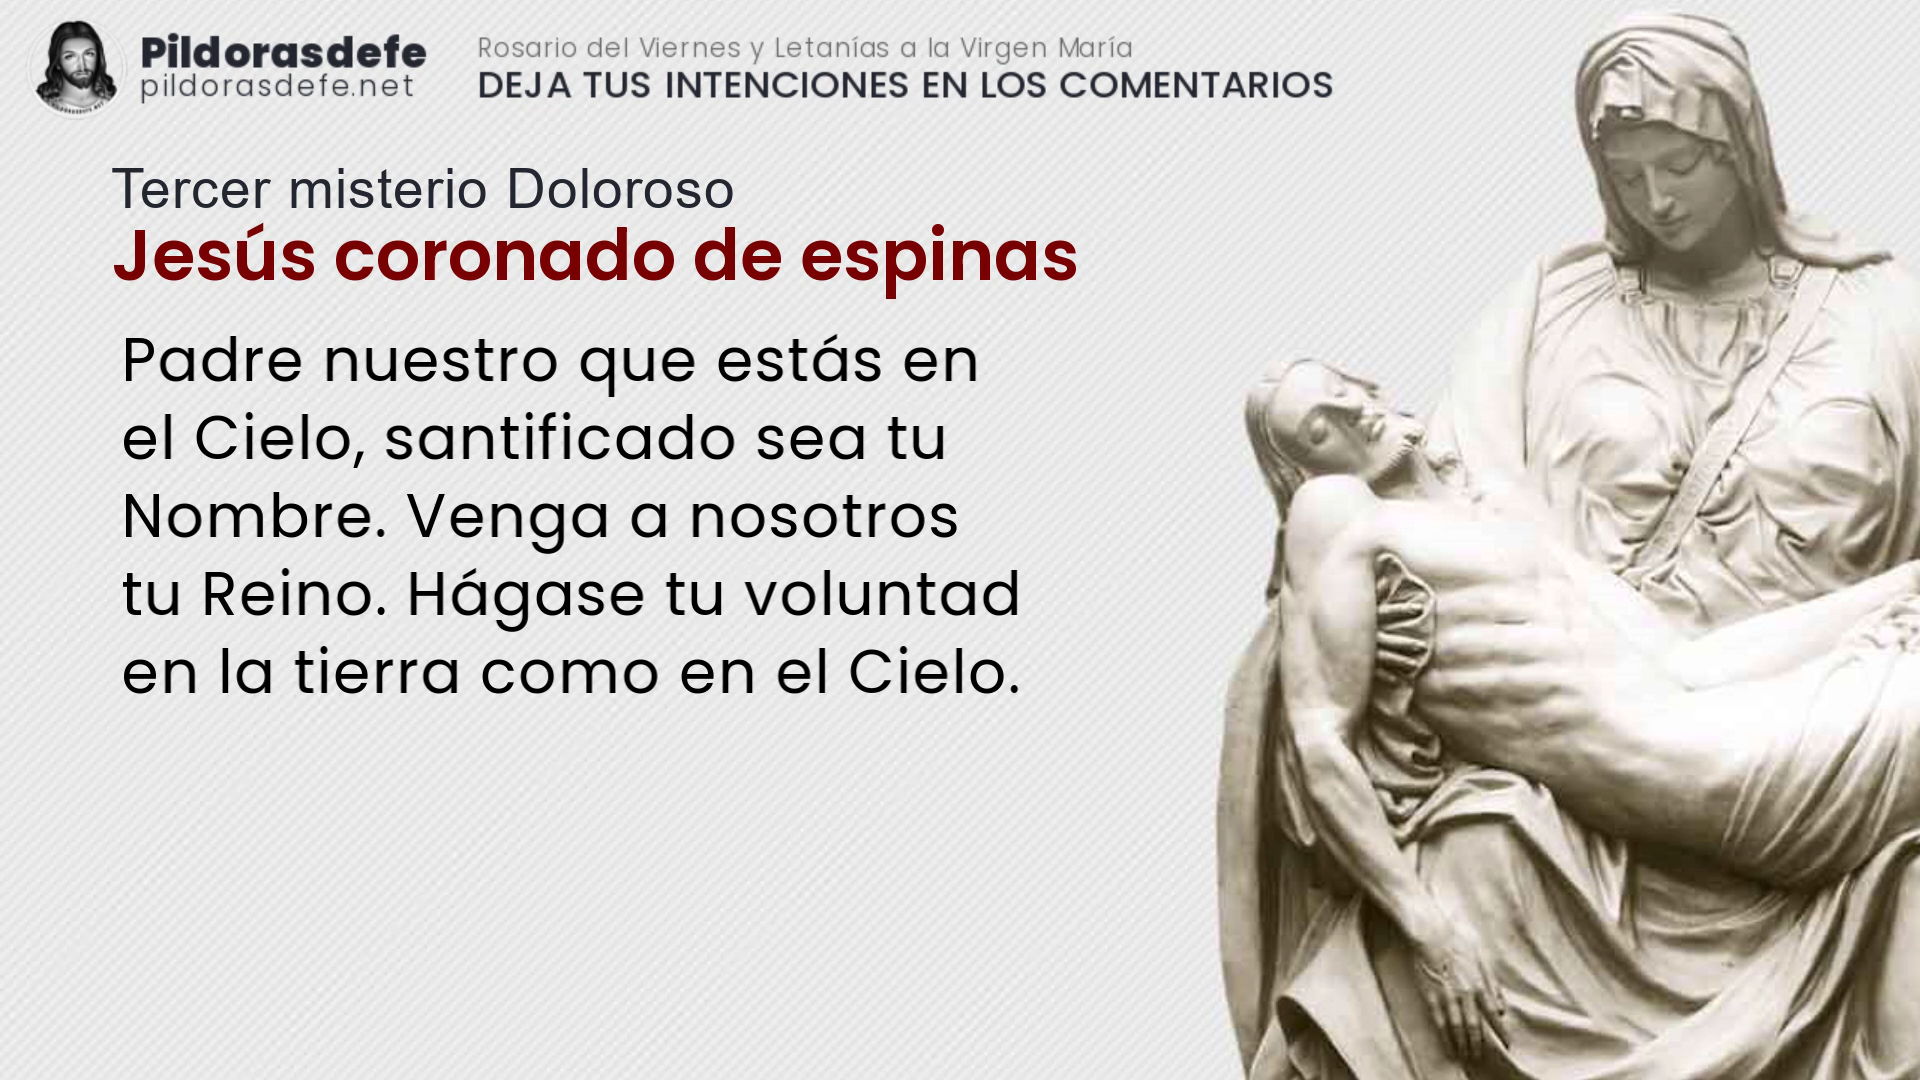 Pildorasdefe
pildorasdefe.net
Rosario del Viernes y Letanías a la Virgen María
DEJA TUS INTENCIONES EN LOS COMENTARIOS
Tercer misterio Doloroso
Jesús coronado de espinas
Padre nuestro que estás en
el Cielo, santificado sea tu
Nombre. Venga a nosotros
tu Reino. Hágase tu voluntad
en la tierra como en el Cielo.